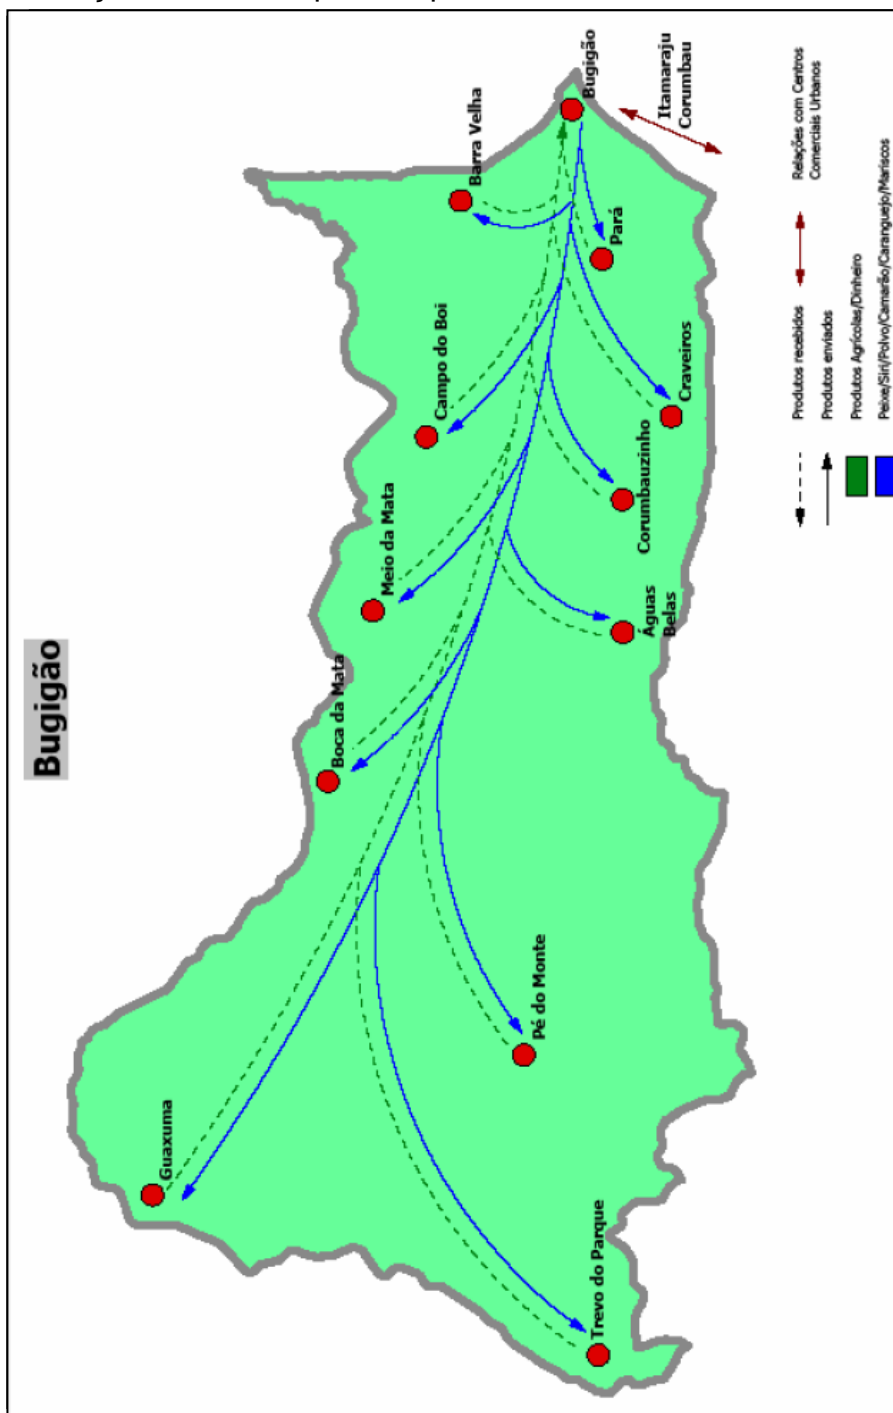 Bugigão
Bugigão
Itamaraju
Corumbau
Barra Velha
Pará
Campo do Boi
Craveiros
Corumbauzinho
Meio da Mata
Águas
Belas
Boca da Mata
Pé do Monte
Guaxuma
Trevo do Parque
Produtos recebidos
Produtos enviados
Produtos Agrícolas/Dinheiro
Peixe/Siri/Polvo/Camarão/Caranguejo/Mariscos
Relações com Centros
Comerciais Urbanos